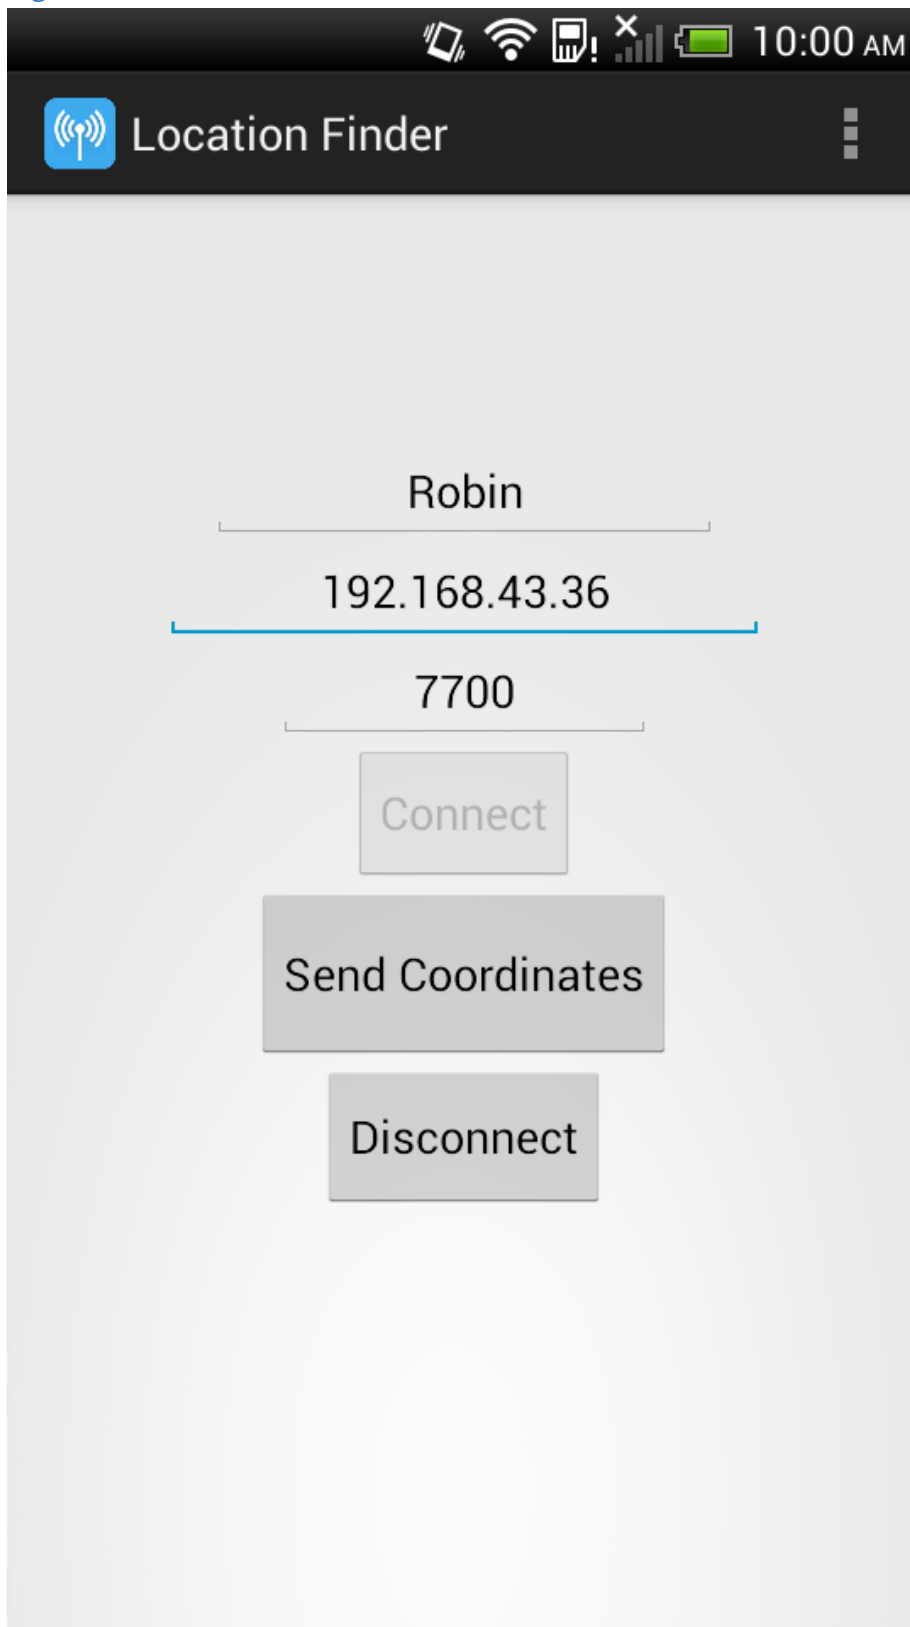 10:00 AM
Location Finder
Robin
192.168.43.36
7700
Connect
Send Coordinates
Disconnect